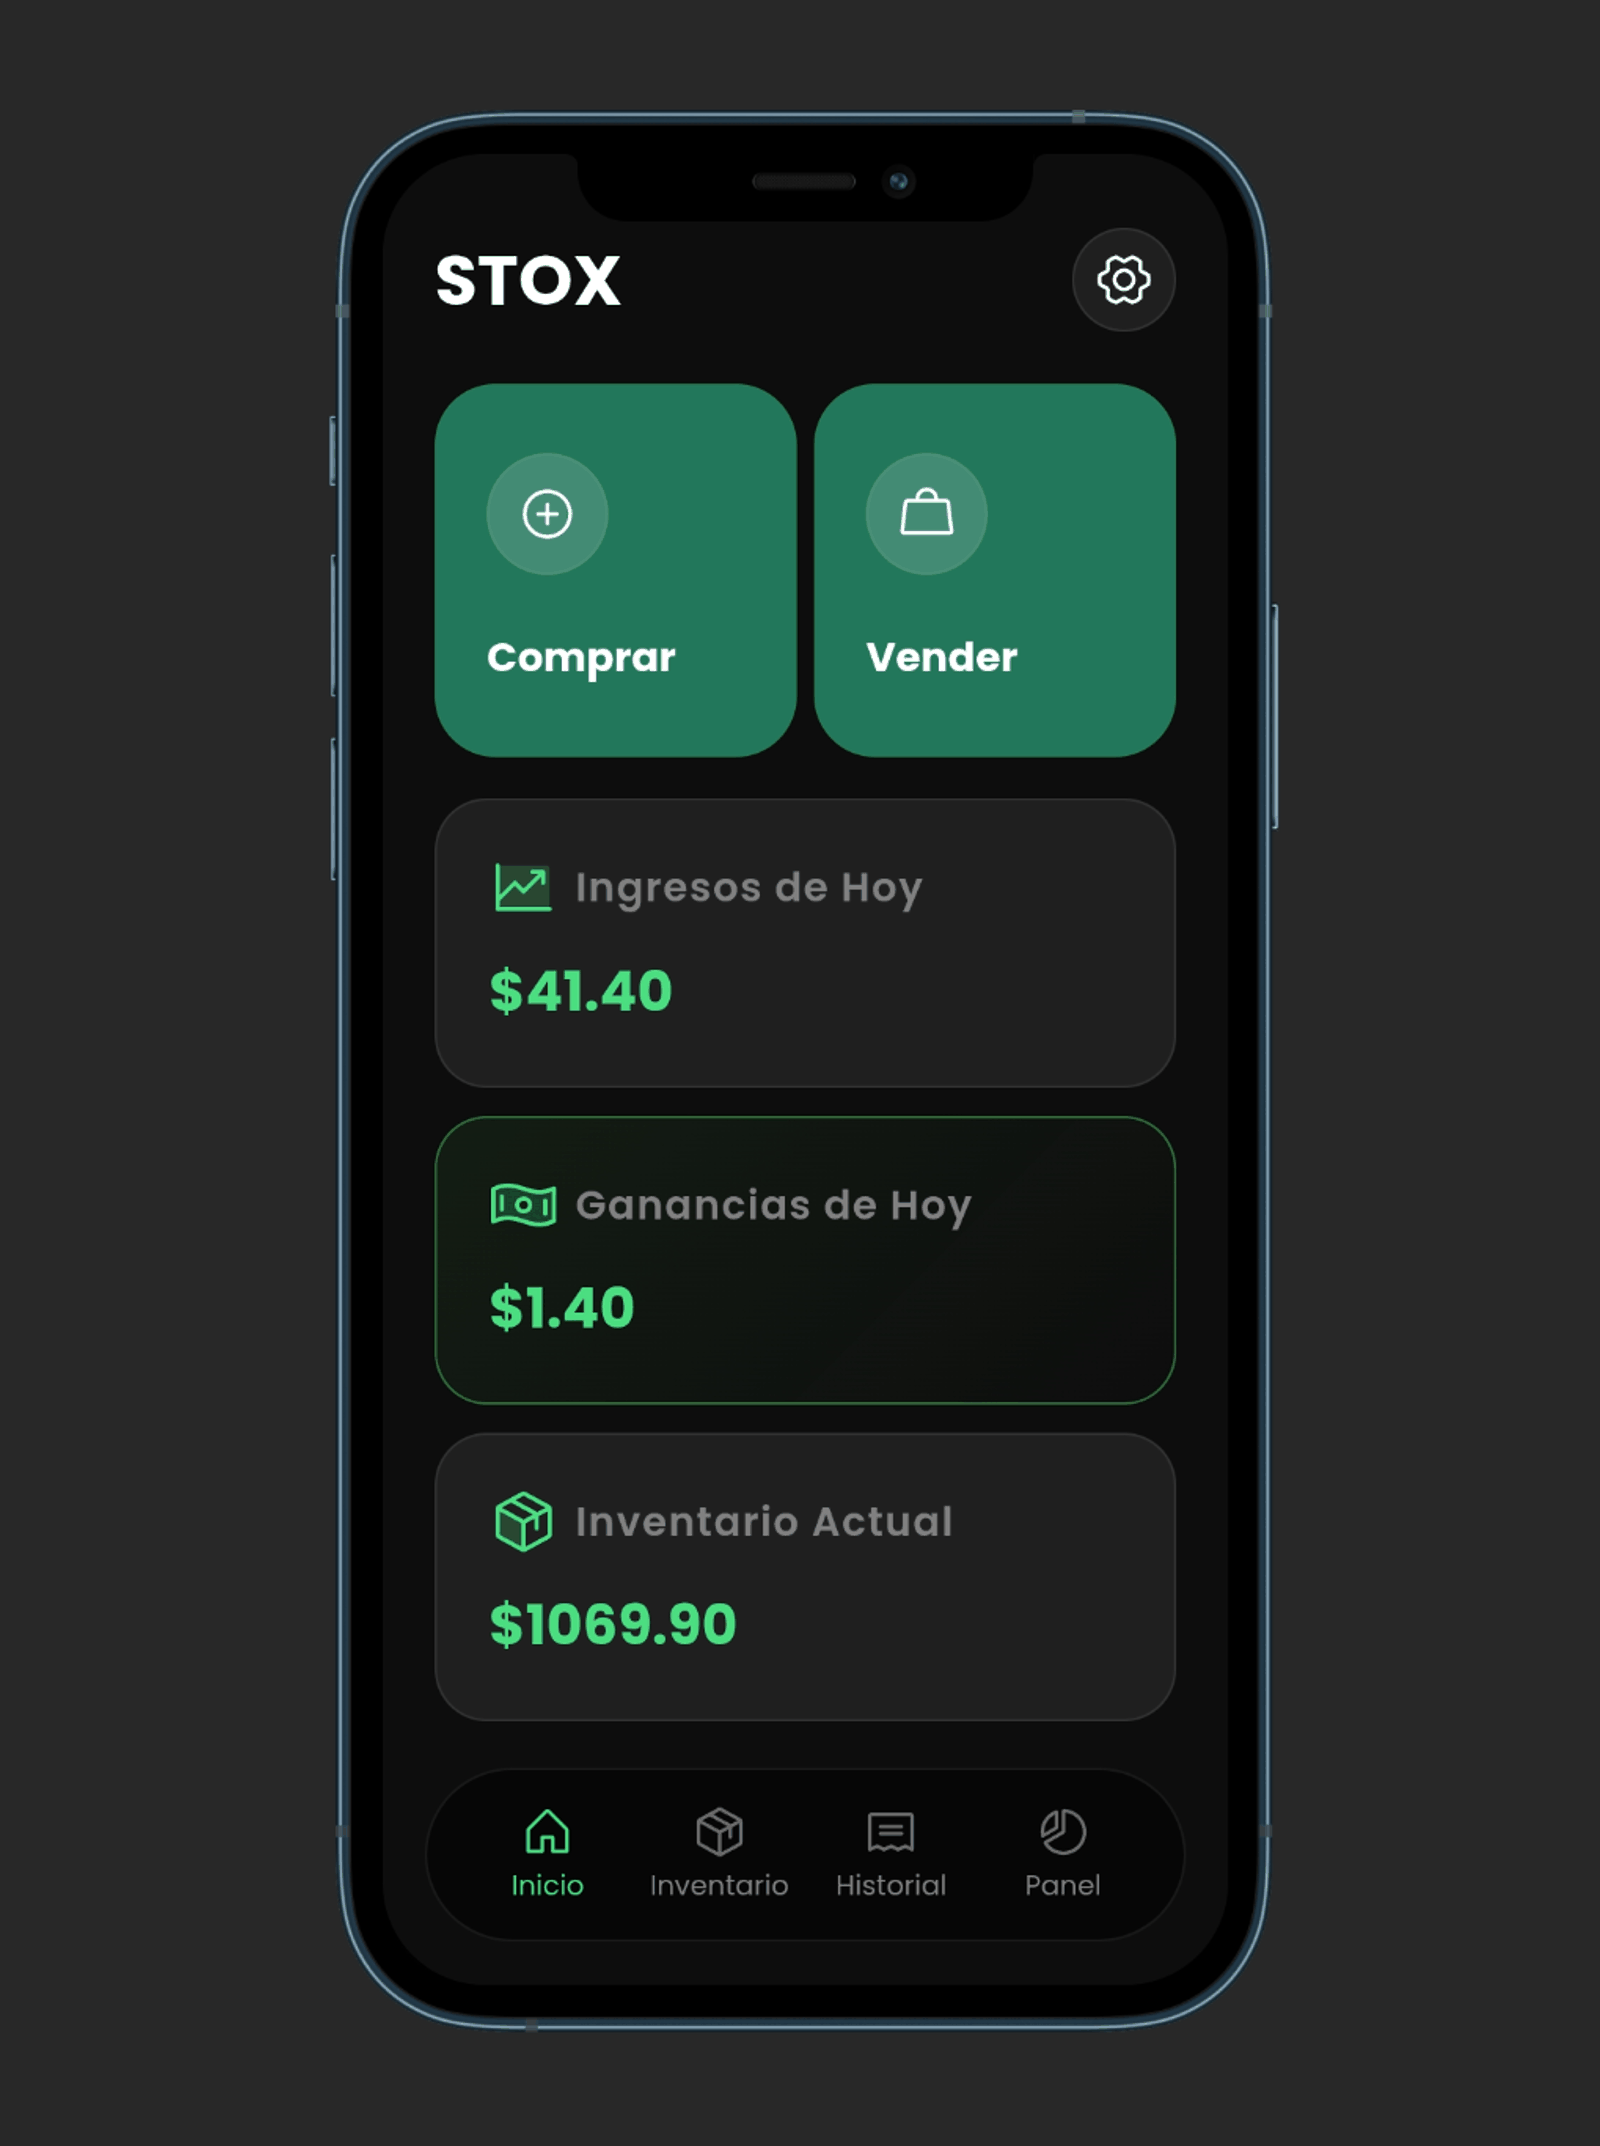 STOX
Comprar
Vender
Ingresos de Hoy
$41.40
Ganancias de Hoy
$1.40
Inventario Actual
$1069.90
Inicio
Inventario
Historial
Panel